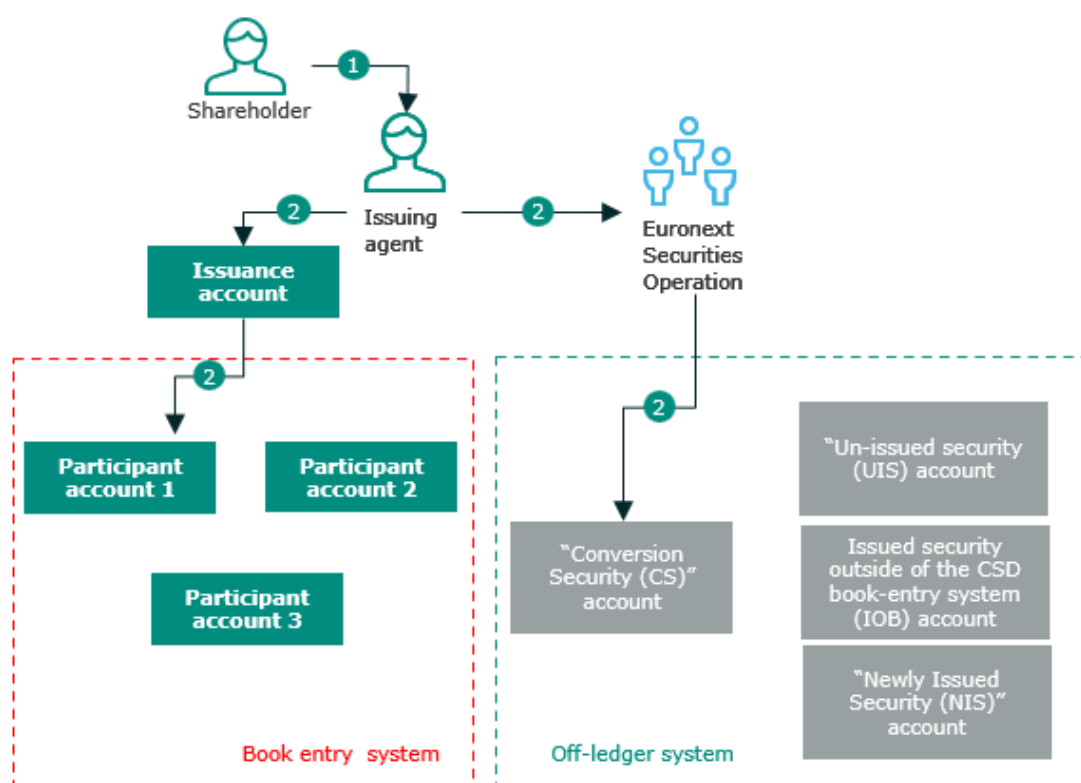 1
Shareholder
2
2
Issuing
agent
Euronext
Securities
Operation
Issuance
account
2
2
Participant
account 1
Participant
account 2
Participant
account 3
“Conversion
Security (CS)”
account
“Un-issued security
(UIS) account
Issued security
outside of the CSD
book-entry system
(IOB) account
“Newly Issued
Security (NIS)”
account
Book entry system
Off-ledger system